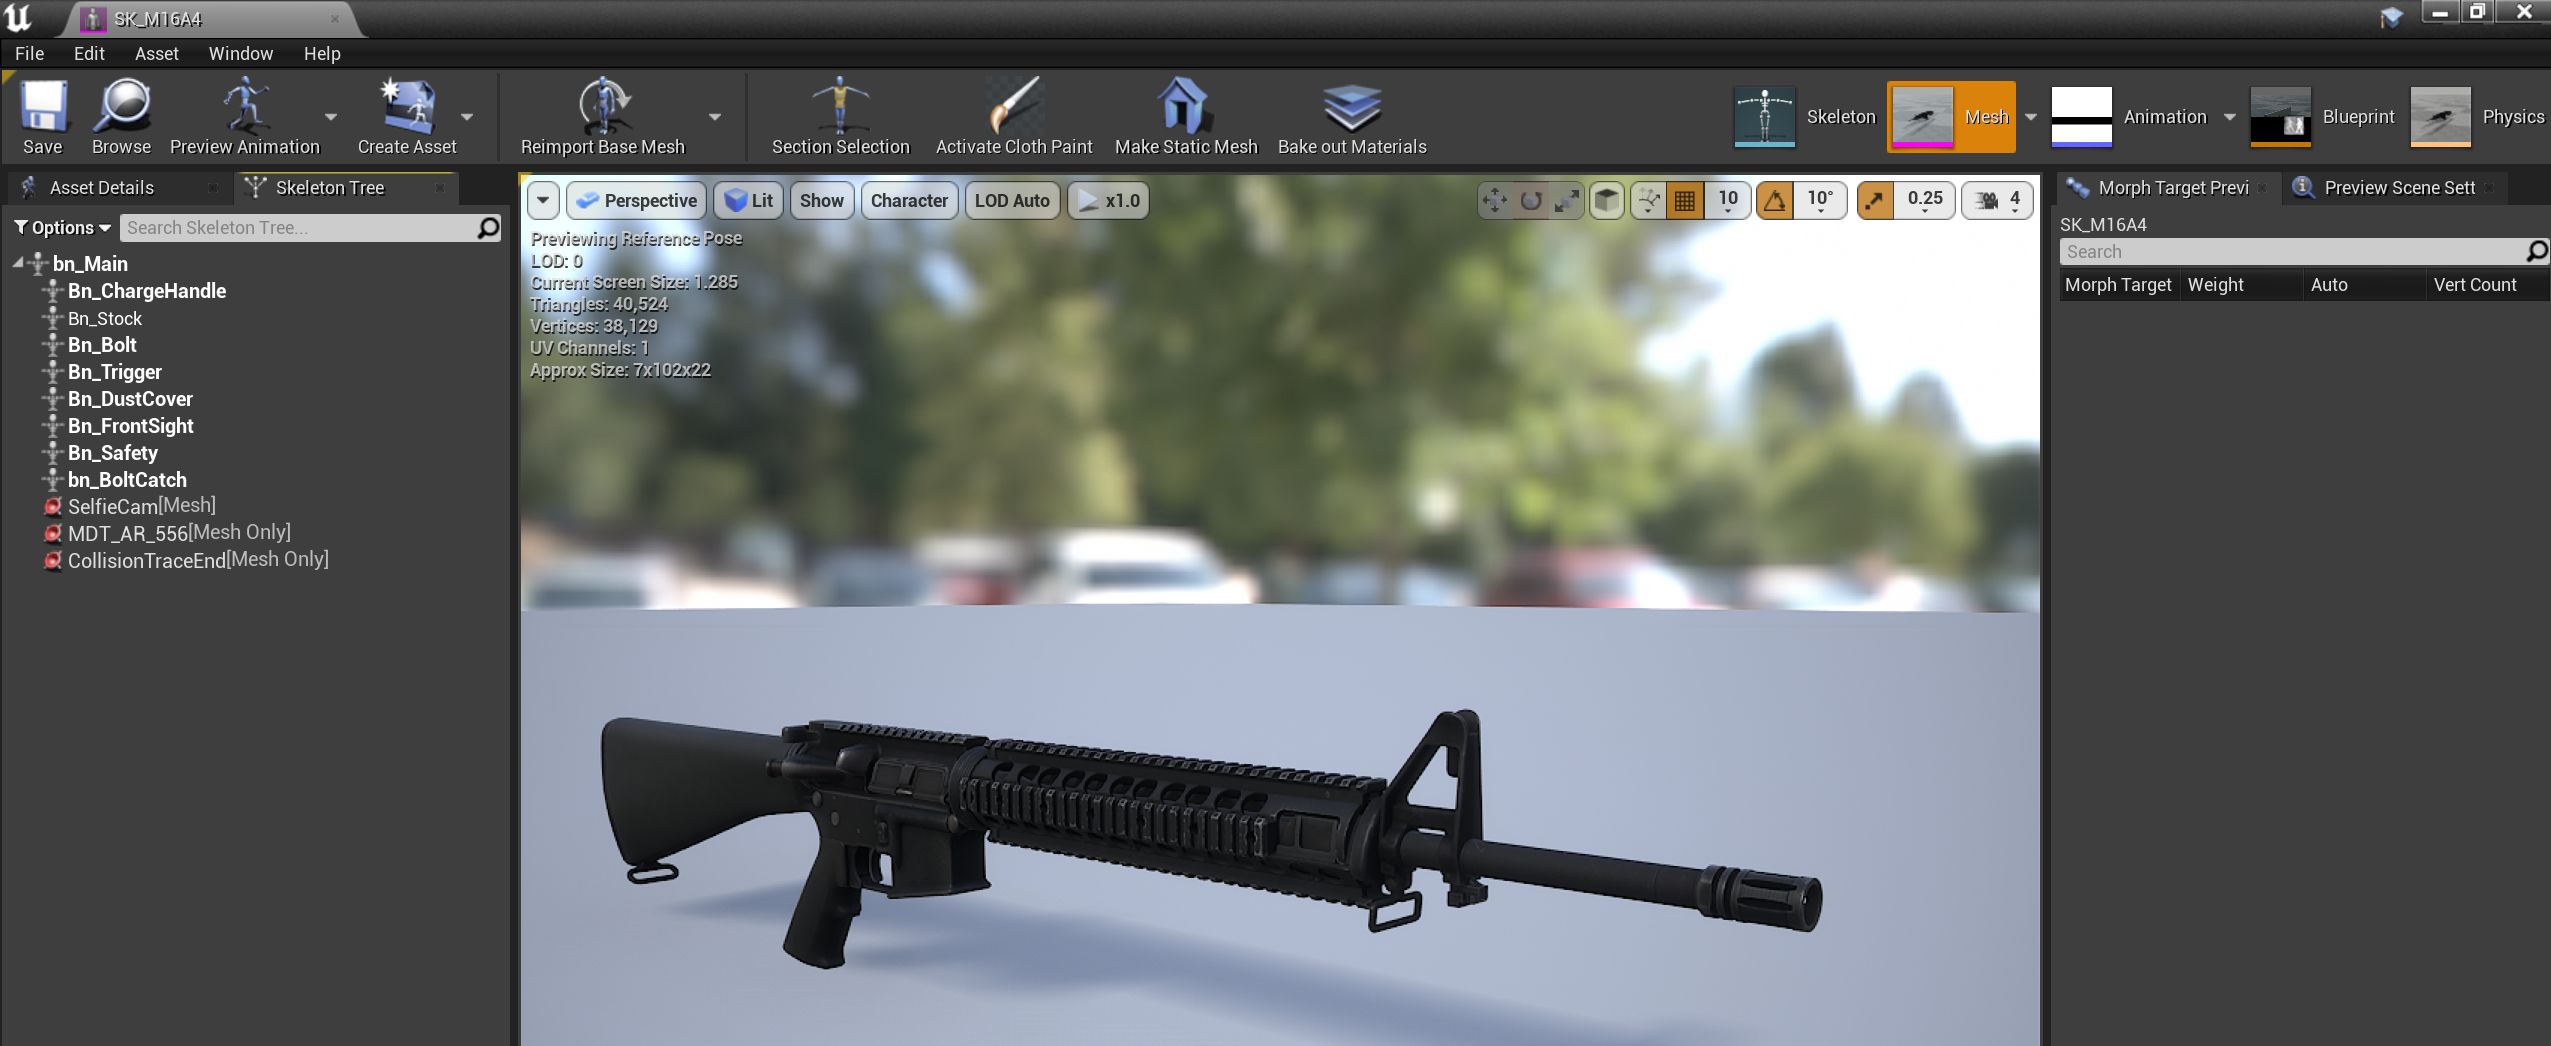 SK_M16A4
File Edit Asset Window Help
Save Browse Preview Animation Create Asset Reimport Base Mesh Section Selection Activate Cloth Paint Make Static Mesh Bake out Materials Skeleton Mesh Animation Blueprint Physics
Asset Details Skeleton Tree
Options Search Skeleton Tree...
bn_Main
Bn_ChargeHandle
Bn_Stock
Bn_Bolt
Bn_Trigger
Bn_DustCover
Bn_FrontSight
Bn_Safety
bn_BoltCatch
SelfieCam[Mesh]
MDT_AR_556[Mesh Only]
CollisionTraceEnd[Mesh Only]
Perspective Lit Show Character LOD Auto x1.0 10 10° 0.25 4
Previewing Reference Pose
LOD: 0
Current Screen Size: 1.285
Triangles: 40,524
Vertices: 38,129
UV Channels: 1
Approx Size: 7x102x22
Morph Target Previ Preview Scene Sett
SK_M16A4
Search
Morph Target Weight Auto Vert Count